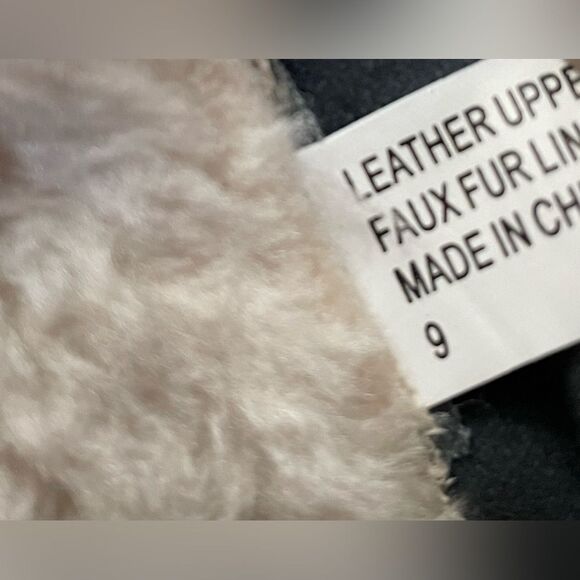 LEATHER UPPE
FAUX FUR LIN
MADE IN CH
9